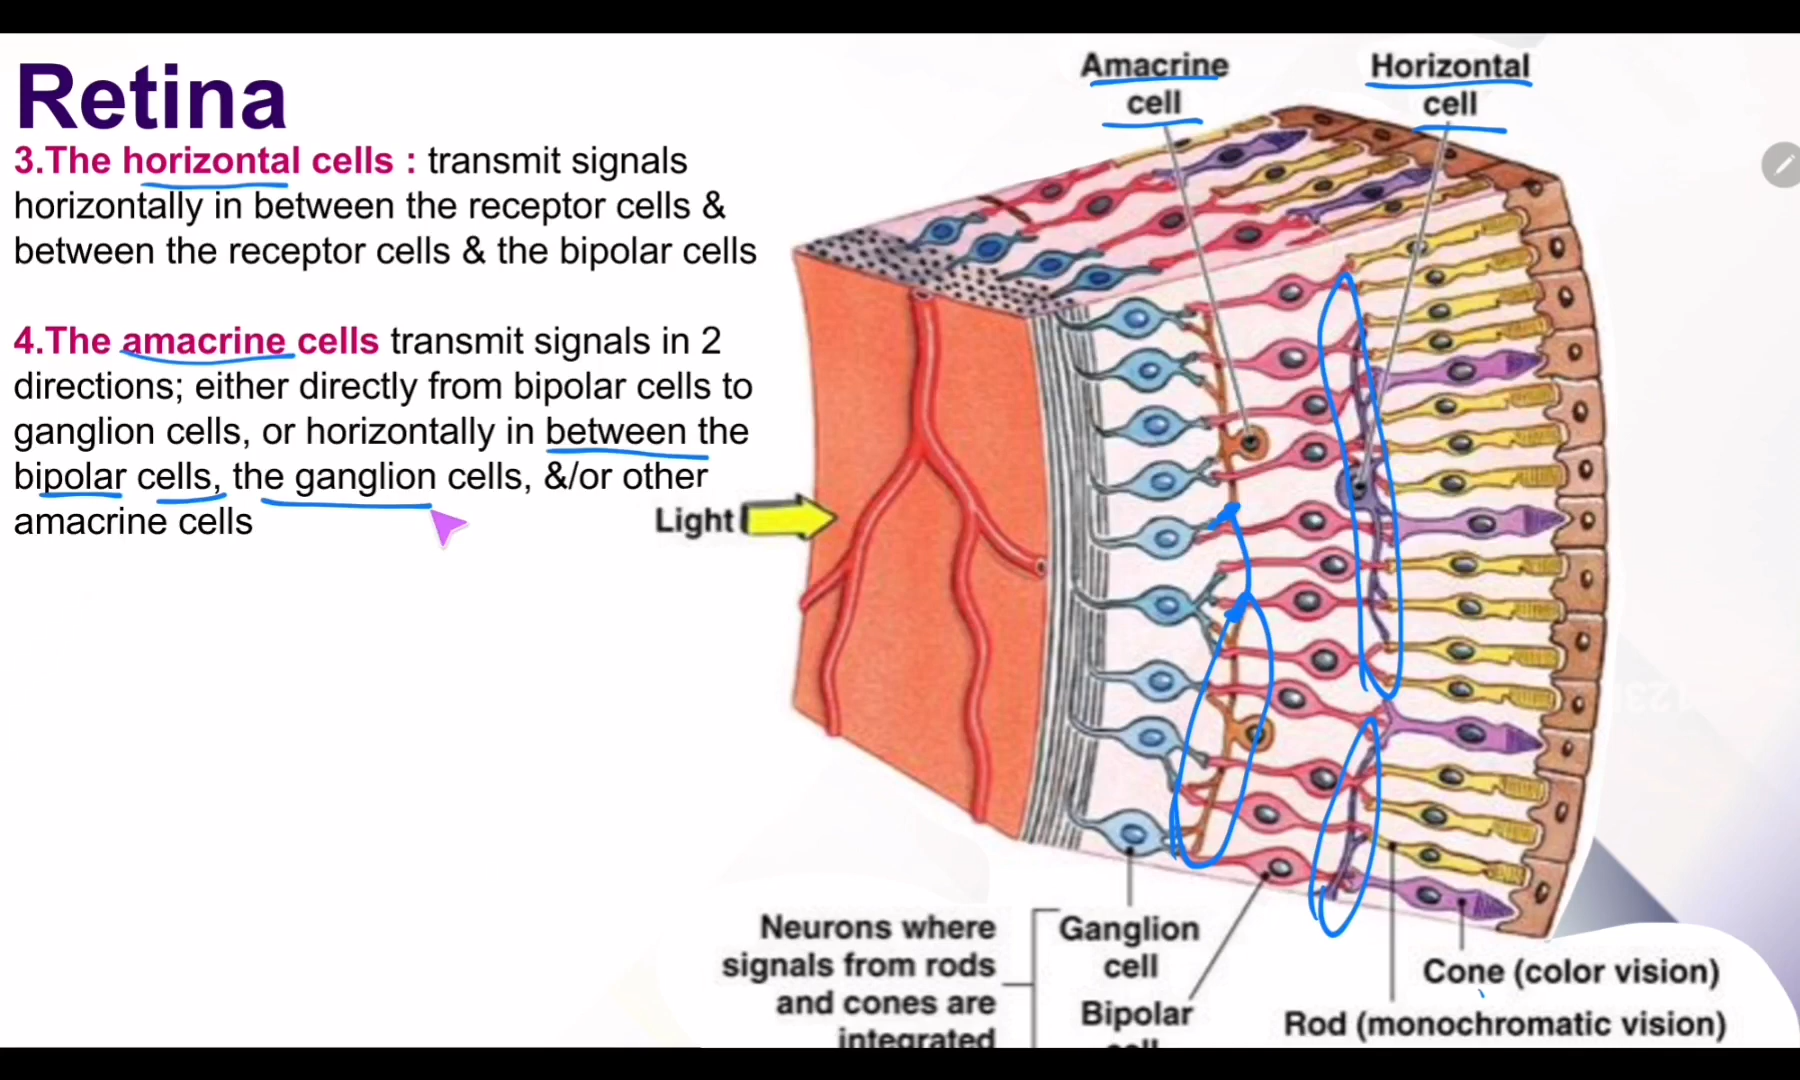 Retina
3.The horizontal cells : transmit signals
horizontally in between the receptor cells &
between the receptor cells & the bipolar cells
4.The amacrine cells transmit signals in 2
directions; either directly from bipolar cells to
ganglion cells, or horizontally in between the
bipolar cells, the ganglion cells, &/or other
amacrine cells
Amacrine
cell
Horizontal
cell
Light
Neurons where
signals from rods
and cones are
integrated
Ganglion
cell
Bipolar
cell
Cone (color vision)
Rod (monochromatic vision)